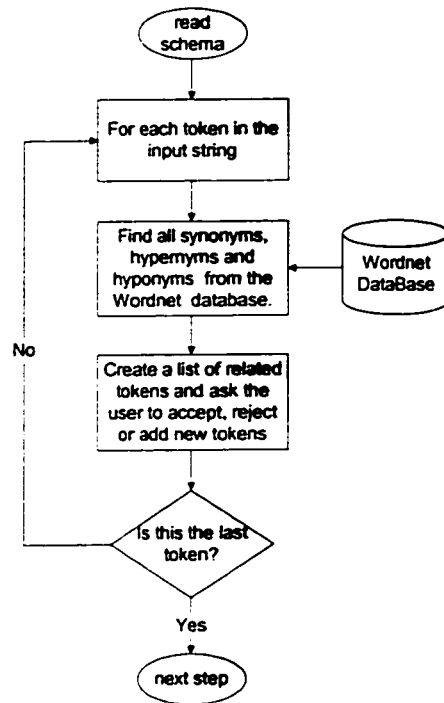 read
schema
For each token in the
input string
Find all synonyms,
hypernyms and
hyponyms from the
Wordnet database.
Wordnet
DataBase
No
Create a list of related
tokens and ask the
user to accept, reject
or add new tokens
Is this the last
token?
Yes
next step